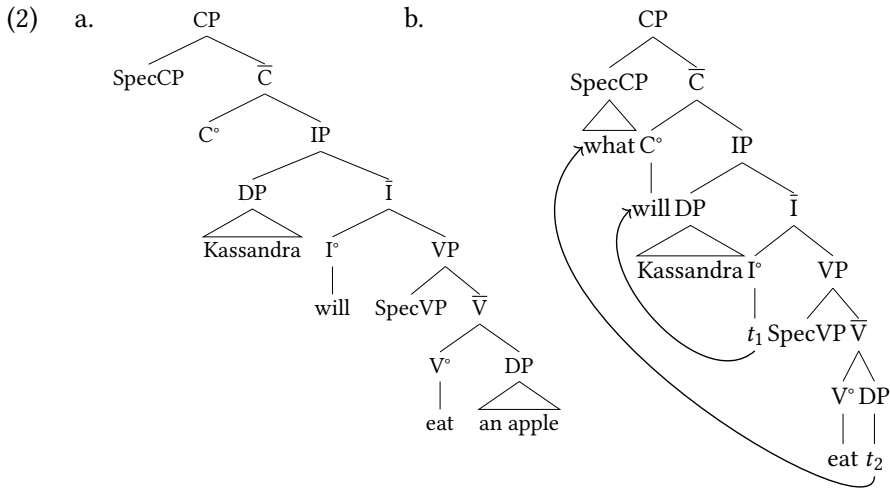 (2) a. b.
CP CP
SpecCP C̅ SpecCP C̅
C° IP what C° IP
DP Ī will DP Ī
Kassandra I° VP Kassandra I° VP
will SpecVP V̅ t₁ SpecVP V̅
V° DP V° DP
eat an apple eat t₂